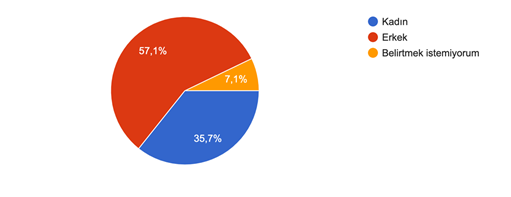 Kadın
Erkek
Belirtmek istemiyorum
57,1%
7,1%
35,7%